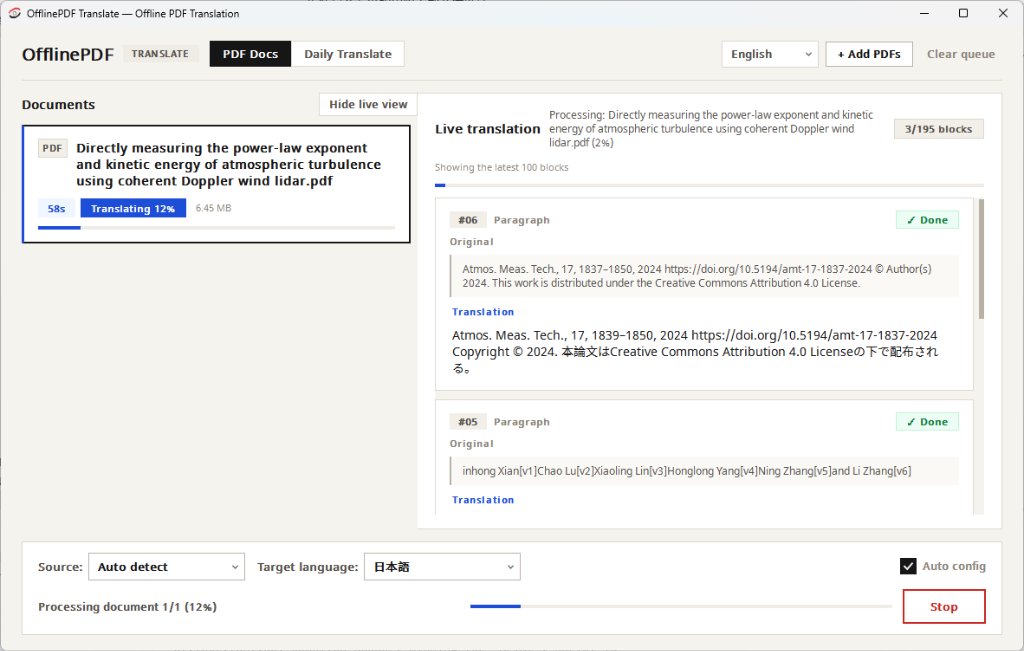 OfflinePDF Translate — Offline PDF Translation
OfflinePDF TRANSLATE PDF Docs Daily Translate English + Add PDFs Clear queue
Documents
Hide live view
PDF
Directly measuring the power-law exponent
and kinetic energy of atmospheric turbulence
using coherent Doppler wind lidar.pdf
58s Translating 12% 6.45 MB
Live translation
Processing: Directly measuring the power-law exponent and kinetic
energy of atmospheric turbulence using coherent Doppler wind
lidar.pdf (2%)
3/195 blocks
Showing the latest 100 blocks
#06 Paragraph ✓ Done
Original
Atmos. Meas. Tech., 17, 1837–1850, 2024 https://doi.org/10.5194/amt-17-1837-2024 © Author(s)
2024. This work is distributed under the Creative Commons Attribution 4.0 License.
Translation
Atmos. Meas. Tech., 17, 1839–1850, 2024 https://doi.org/10.5194/amt-17-1837-2024
Copyright © 2024. 本論文はCreative Commons Attribution 4.0 Licenseの下で配布され
る。
#05 Paragraph ✓ Done
Original
inhong Xian[v1]Chao Lu[v2]Xiaoling Lin[v3]Honglong Yang[v4]Ning Zhang[v5]and Li Zhang[v6]
Translation
Source: Auto detect Target language: 日本語 Auto config
Processing document 1/1 (12%) Stop